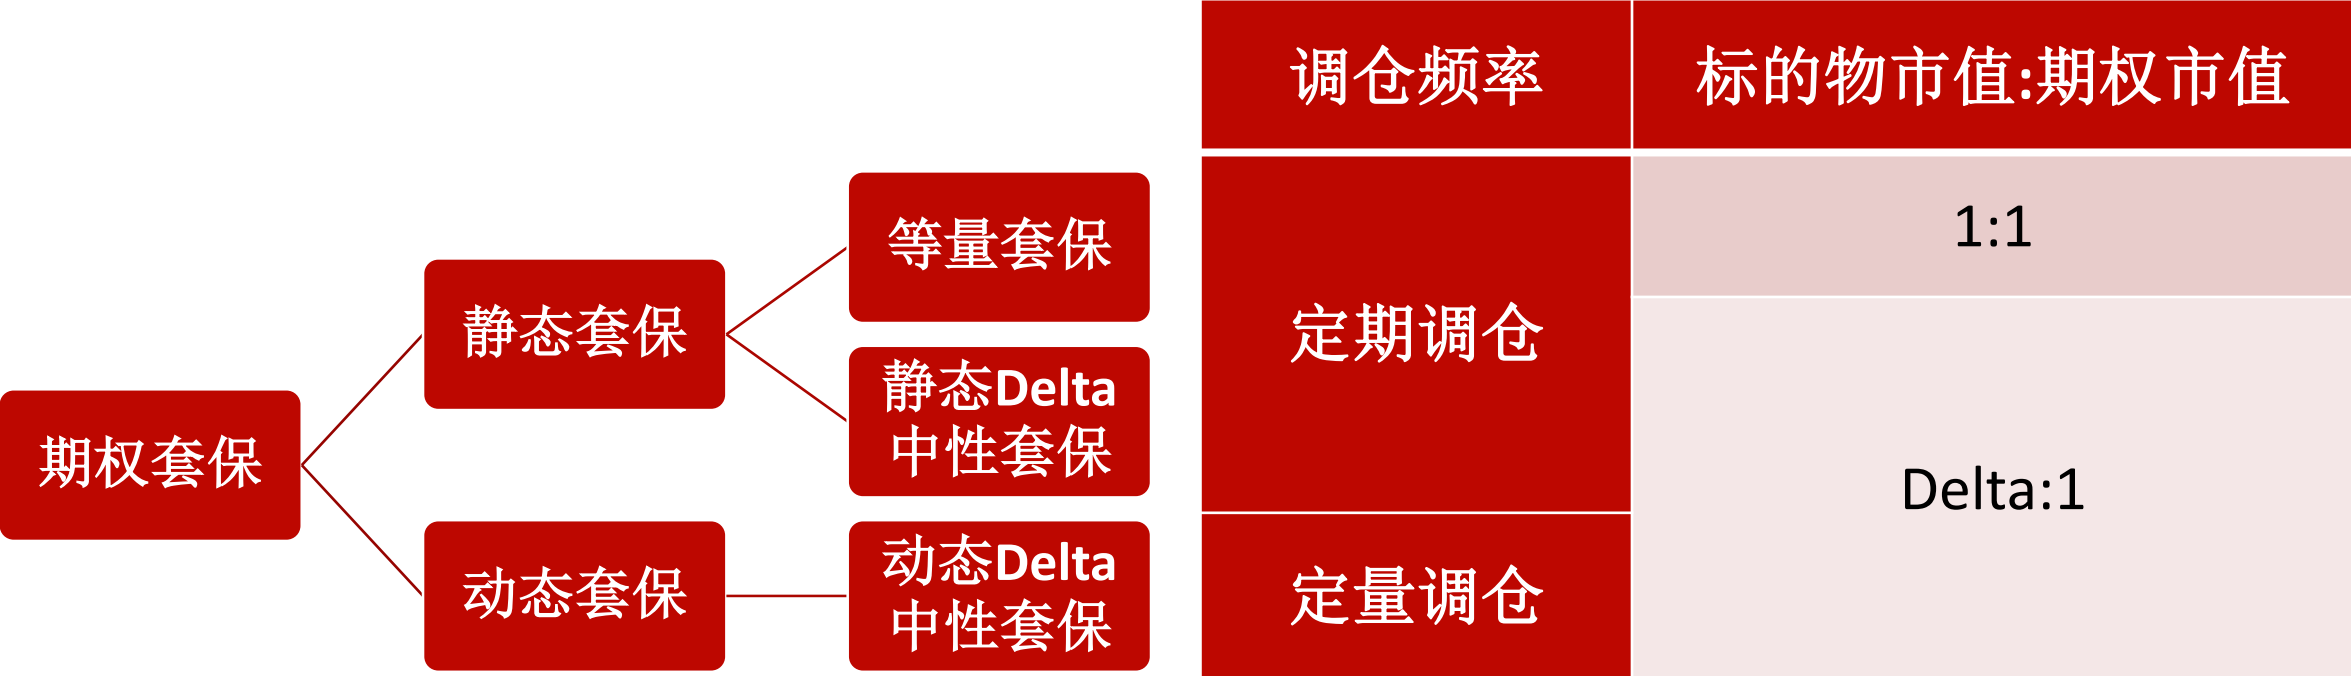 期权套保
静态套保
动态套保
等量套保
静态Delta
中性套保
动态Delta
中性套保
调仓频率
标的物市值:期权市值
定期调仓
1:1
Delta:1
定量调仓